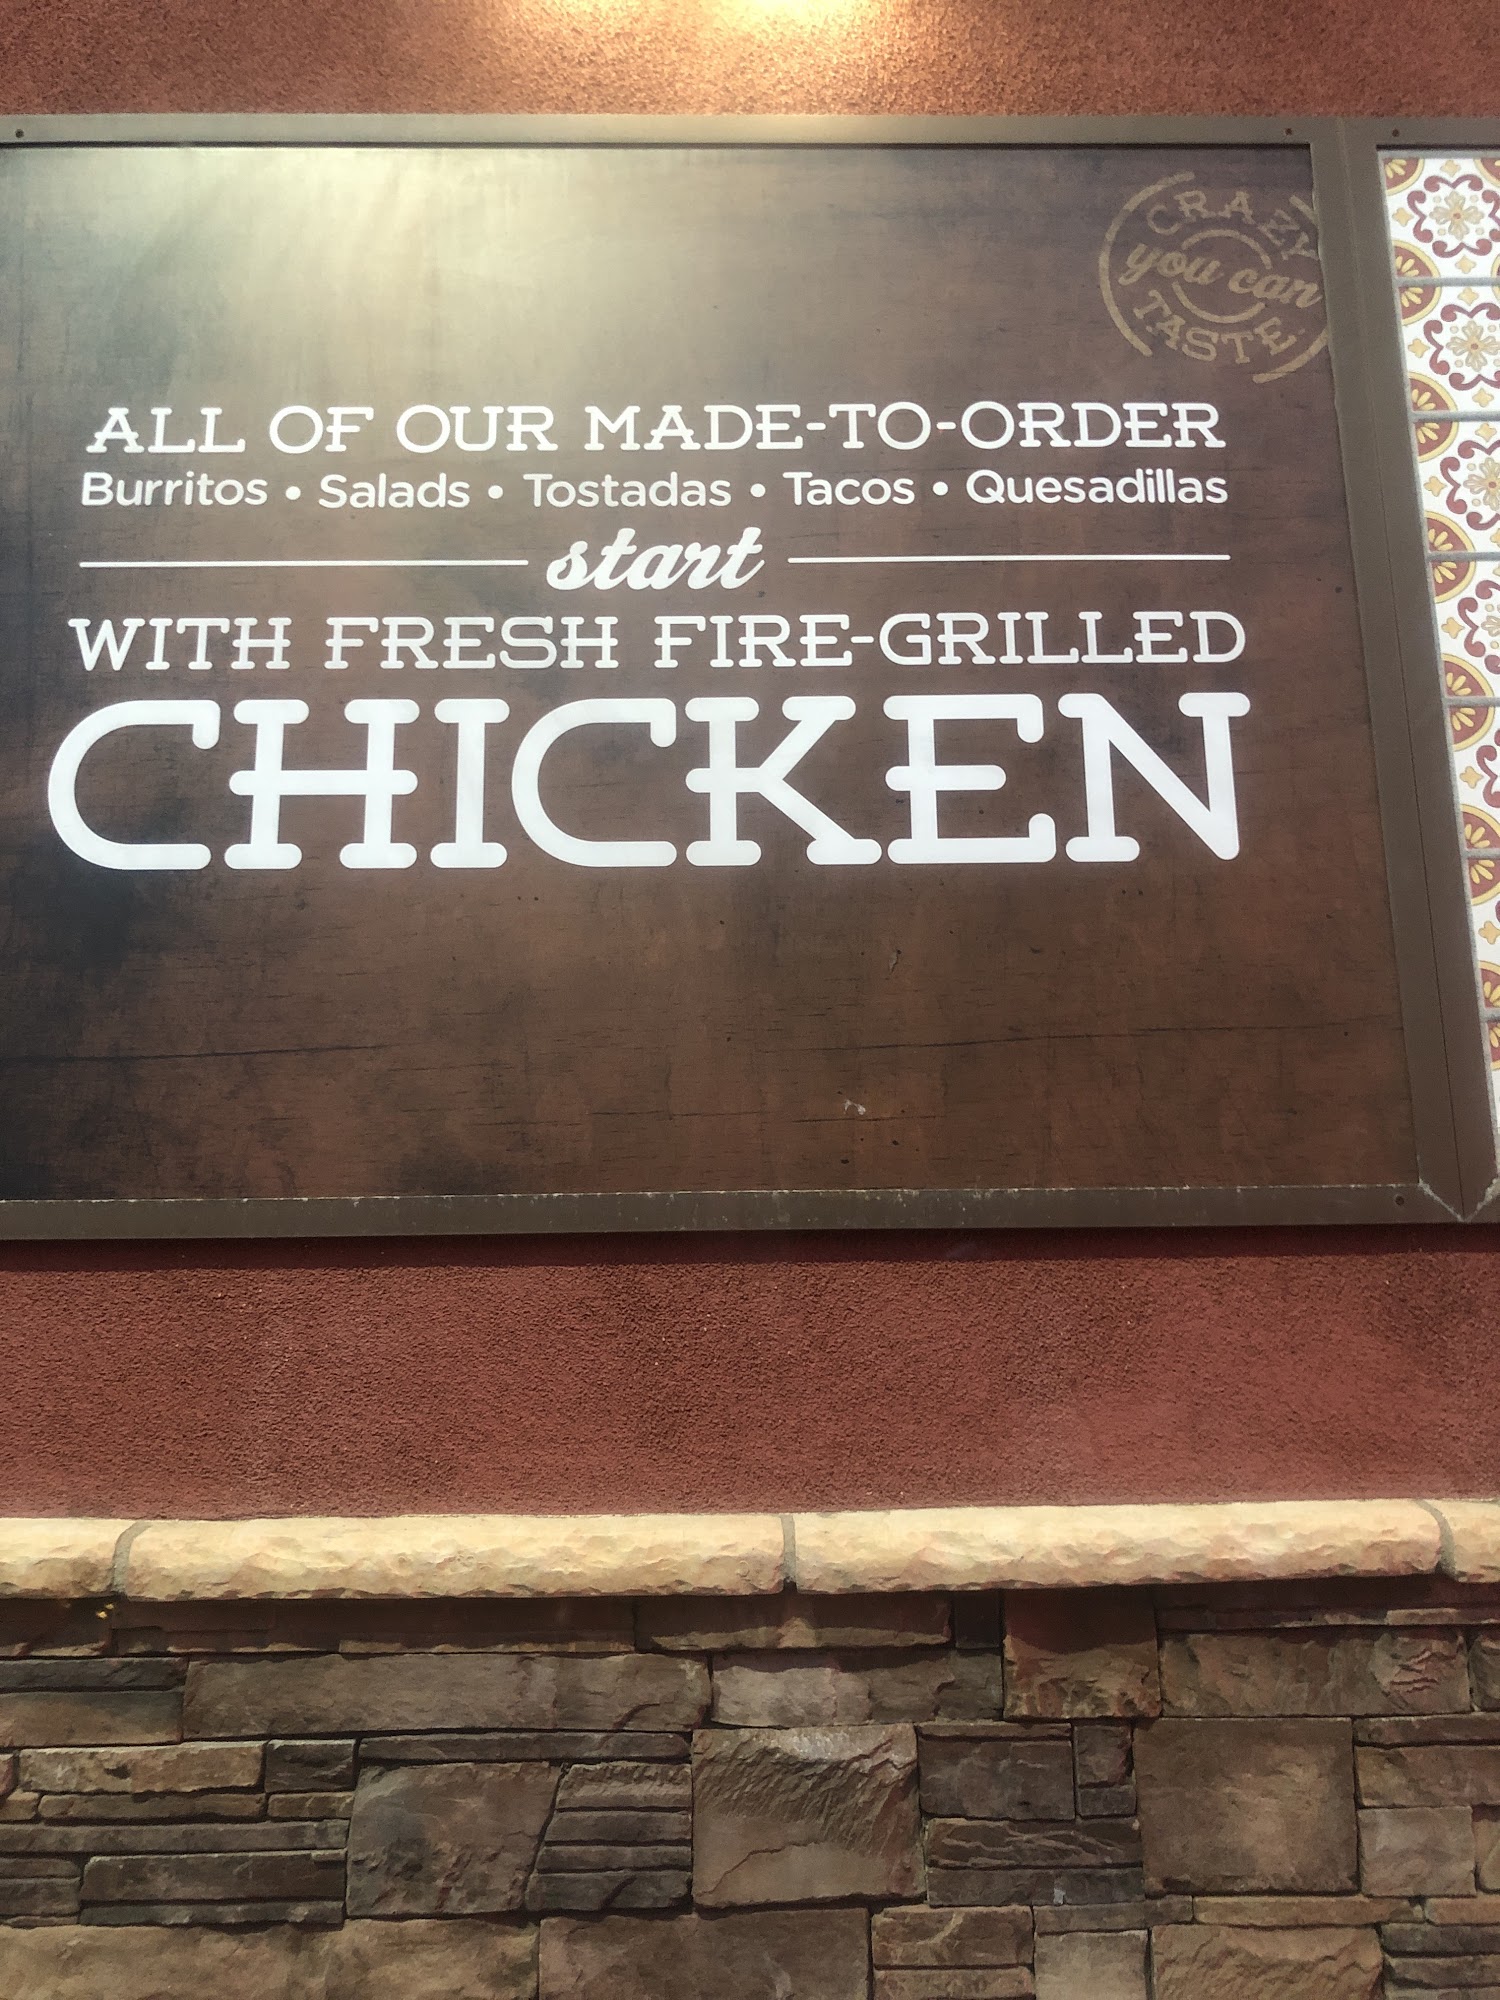 CRAZY
you can
TASTE
ALL OF OUR MADE-TO-ORDER
Burritos • Salads • Tostadas • Tacos • Quesadillas
start
WITH FRESH FIRE-GRILLED
CHICKEN